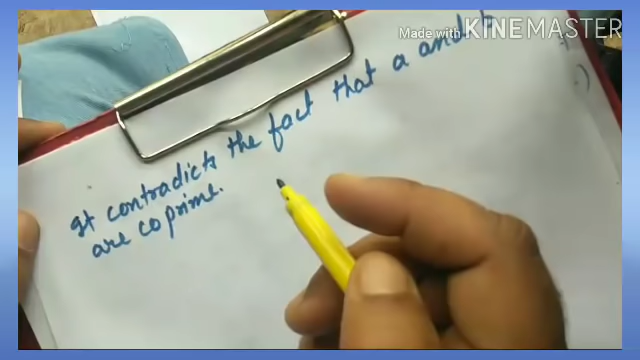 Made with KINEMASTER
It contradicts the fact that a and b
are coprime.